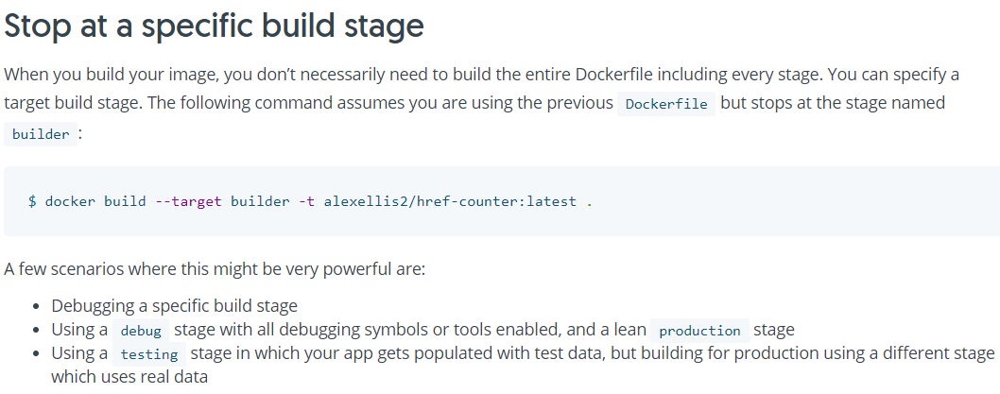 Stop at a specific build stage
When you build your image, you don’t necessarily need to build the entire Dockerfile including every stage. You can specify a
target build stage. The following command assumes you are using the previous Dockerfile but stops at the stage named
builder :
$ docker build --target builder -t alexellis2/href-counter:latest .
A few scenarios where this might be very powerful are:
• Debugging a specific build stage
• Using a debug stage with all debugging symbols or tools enabled, and a lean production stage
• Using a testing stage in which your app gets populated with test data, but building for production using a different stage
which uses real data